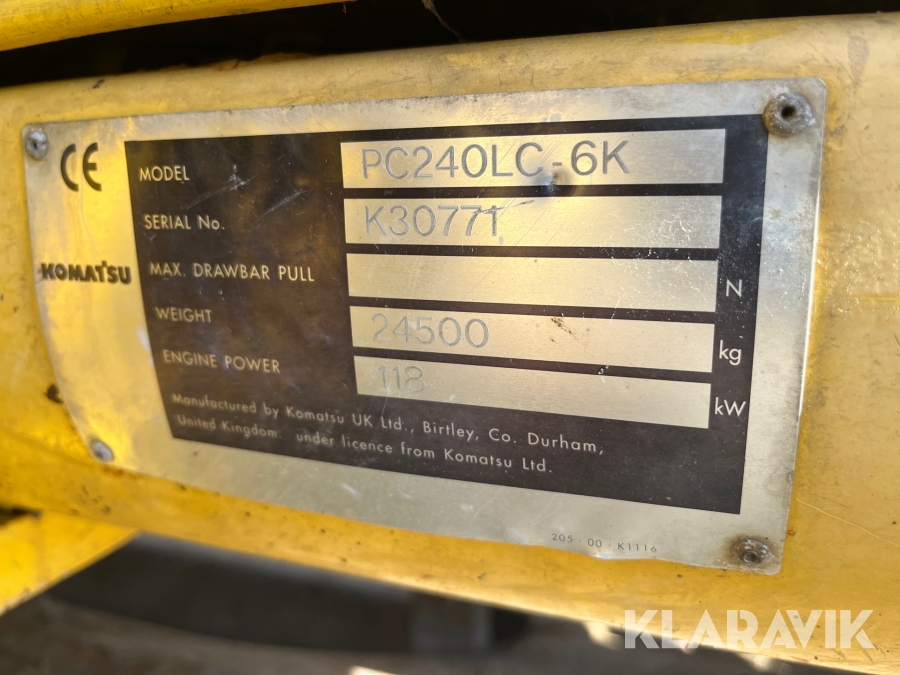 CE
KOMATSU
MODEL PC240LC-6K
SERIAL No. K30771
MAX. DRAWBAR PULL N
WEIGHT 24500 kg
ENGINE POWER 118 kW
Manufactured by Komatsu UK Ltd., Birtley, Co. Durham,
United Kingdom under licence from Komatsu Ltd.
205-00-K1116
KLARAVIK